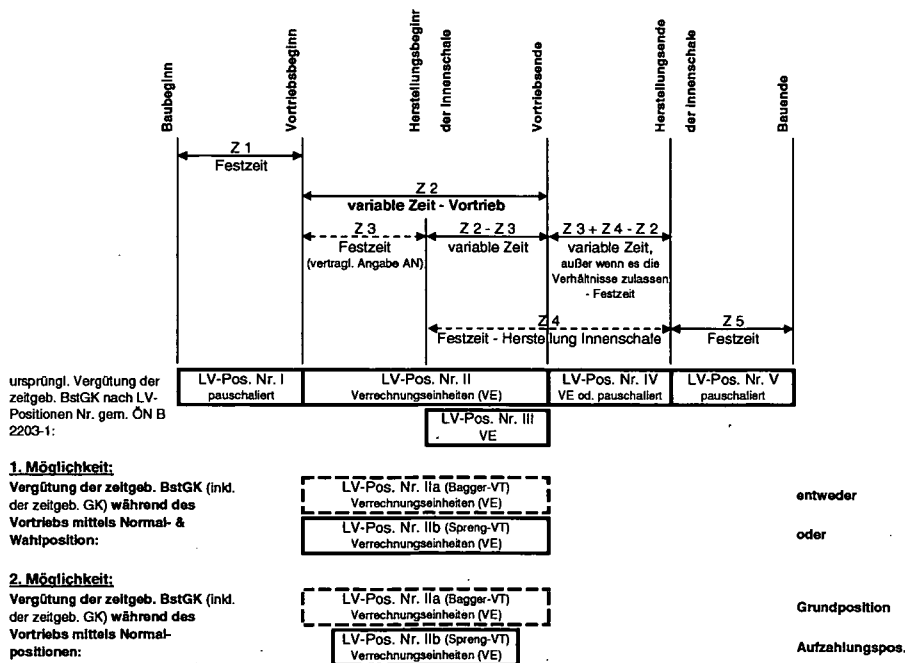 Baubeginn
Vortriebsbeginn
Herstellungsbeginn
der Innenschale
Vortriebsende
Herstellungsende
der Innenschale
Bauende
Z 1
Festzeit
Z 2
variable Zeit - Vortrieb
Z 3
Festzeit
(vertragl. Angabe AN)
Z 2 - Z 3
variable Zeit
Z 3 + Z 4 - Z 2
variable Zeit,
außer wenn es die
Verhältnisse zulassen
- Festzeit
Z 4
Festzeit - Herstellung Innenschale
Z 5
Festzeit
ursprüngl. Vergütung der
zeitgeb. BstGK nach LV-
Positionen Nr. gem. ÖN B
2203-1:
LV-Pos. Nr. I
pauschaliert
LV-Pos. Nr. II
Verrechnungseinheiten (VE)
LV-Pos. Nr. IV
VE od. pauschaliert
LV-Pos. Nr. V
pauschaliert
LV-Pos. Nr. III
VE
1. Möglichkeit:
Vergütung der zeitgeb. BstGK (inkl.
der zeitgeb. GK) während des
Vortriebs mittels Normal- &
Wahlposition:
LV-Pos. Nr. IIa (Bagger-VT)
Verrechnungseinheiten (VE)
entweder
LV-Pos. Nr. IIb (Spreng-VT)
Verrechnungseinheiten (VE)
oder
2. Möglichkeit:
Vergütung der zeitgeb. BstGK (inkl.
der zeitgeb. GK) während des
Vortriebs mittels Normal-
positionen:
LV-Pos. Nr. IIa (Bagger-VT)
Verrechnungseinheiten (VE)
Grundposition
LV-Pos. Nr. IIb (Spreng-VT)
Verrechnungseinheiten (VE)
Aufzahlungspos.